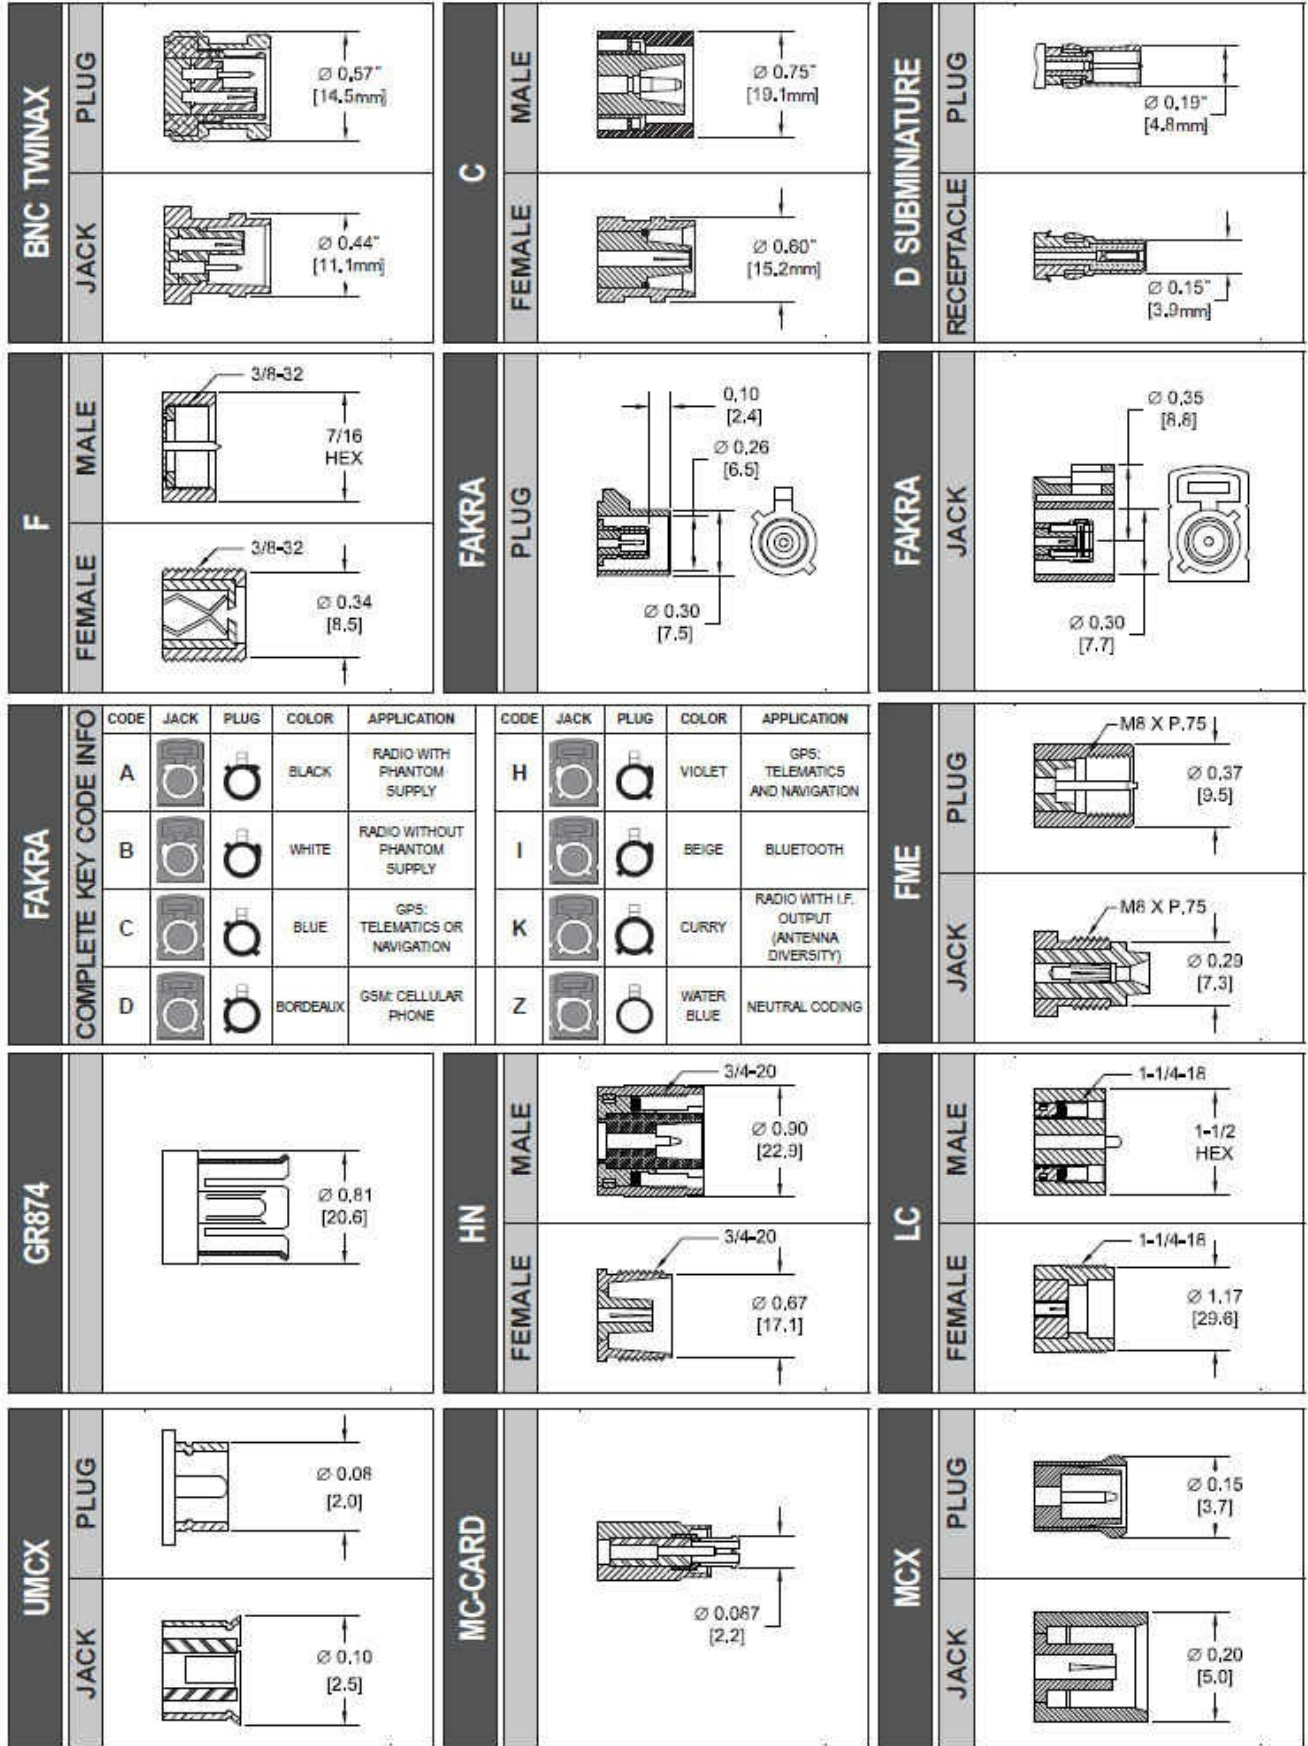 BNC TWINAX
PLUG
Ø 0.57"
[14.5mm]
JACK
Ø 0.44"
[11.1mm]
C
MALE
Ø 0.75"
[19.1mm]
FEMALE
Ø 0.60"
[15.2mm]
D SUBMINIATURE
PLUG
Ø 0.19"
[4.8mm]
RECEPTACLE
Ø 0.15"
[3.9mm]
F
MALE
3/8-32
7/16
HEX
FEMALE
3/8-32
Ø 0.34
[8.5]
FAKRA
PLUG
0.10
[2.4]
Ø 0.26
[6.5]
Ø 0.30
[7.5]
FAKRA
JACK
Ø 0.35
[8.8]
Ø 0.30
[7.7]
FAKRA
COMPLETE KEY CODE INFO
CODE JACK PLUG COLOR APPLICATION
A BLACK RADIO WITH
PHANTOM
SUPPLY
B WHITE RADIO WITHOUT
PHANTOM
SUPPLY
C BLUE GPS:
TELEMATICS OR
NAVIGATION
D BORDEAUX GSM: CELLULAR
PHONE
CODE JACK PLUG COLOR APPLICATION
H VIOLET GPS:
TELEMATICS
AND NAVIGATION
I BEIGE BLUETOOTH
K CURRY RADIO WITH I.F.
OUTPUT
(ANTENNA
DIVERSITY)
Z WATER
BLUE NEUTRAL CODING
FME
PLUG
M8 X P.75
Ø 0.37
[9.5]
JACK
M8 X P.75
Ø 0.29
[7.3]
GR874
Ø 0.81
[20.6]
HN
MALE
3/4-20
Ø 0.90
[22.9]
FEMALE
3/4-20
Ø 0.67
[17.1]
LC
MALE
1-1/4-18
1-1/2
HEX
FEMALE
1-1/4-18
Ø 1.17
[29.6]
UMCX
PLUG
Ø 0.08
[2.0]
JACK
Ø 0.10
[2.5]
MC-CARD
Ø 0.087
[2.2]
MCX
PLUG
Ø 0.15
[3.7]
JACK
Ø 0.20
[5.0]